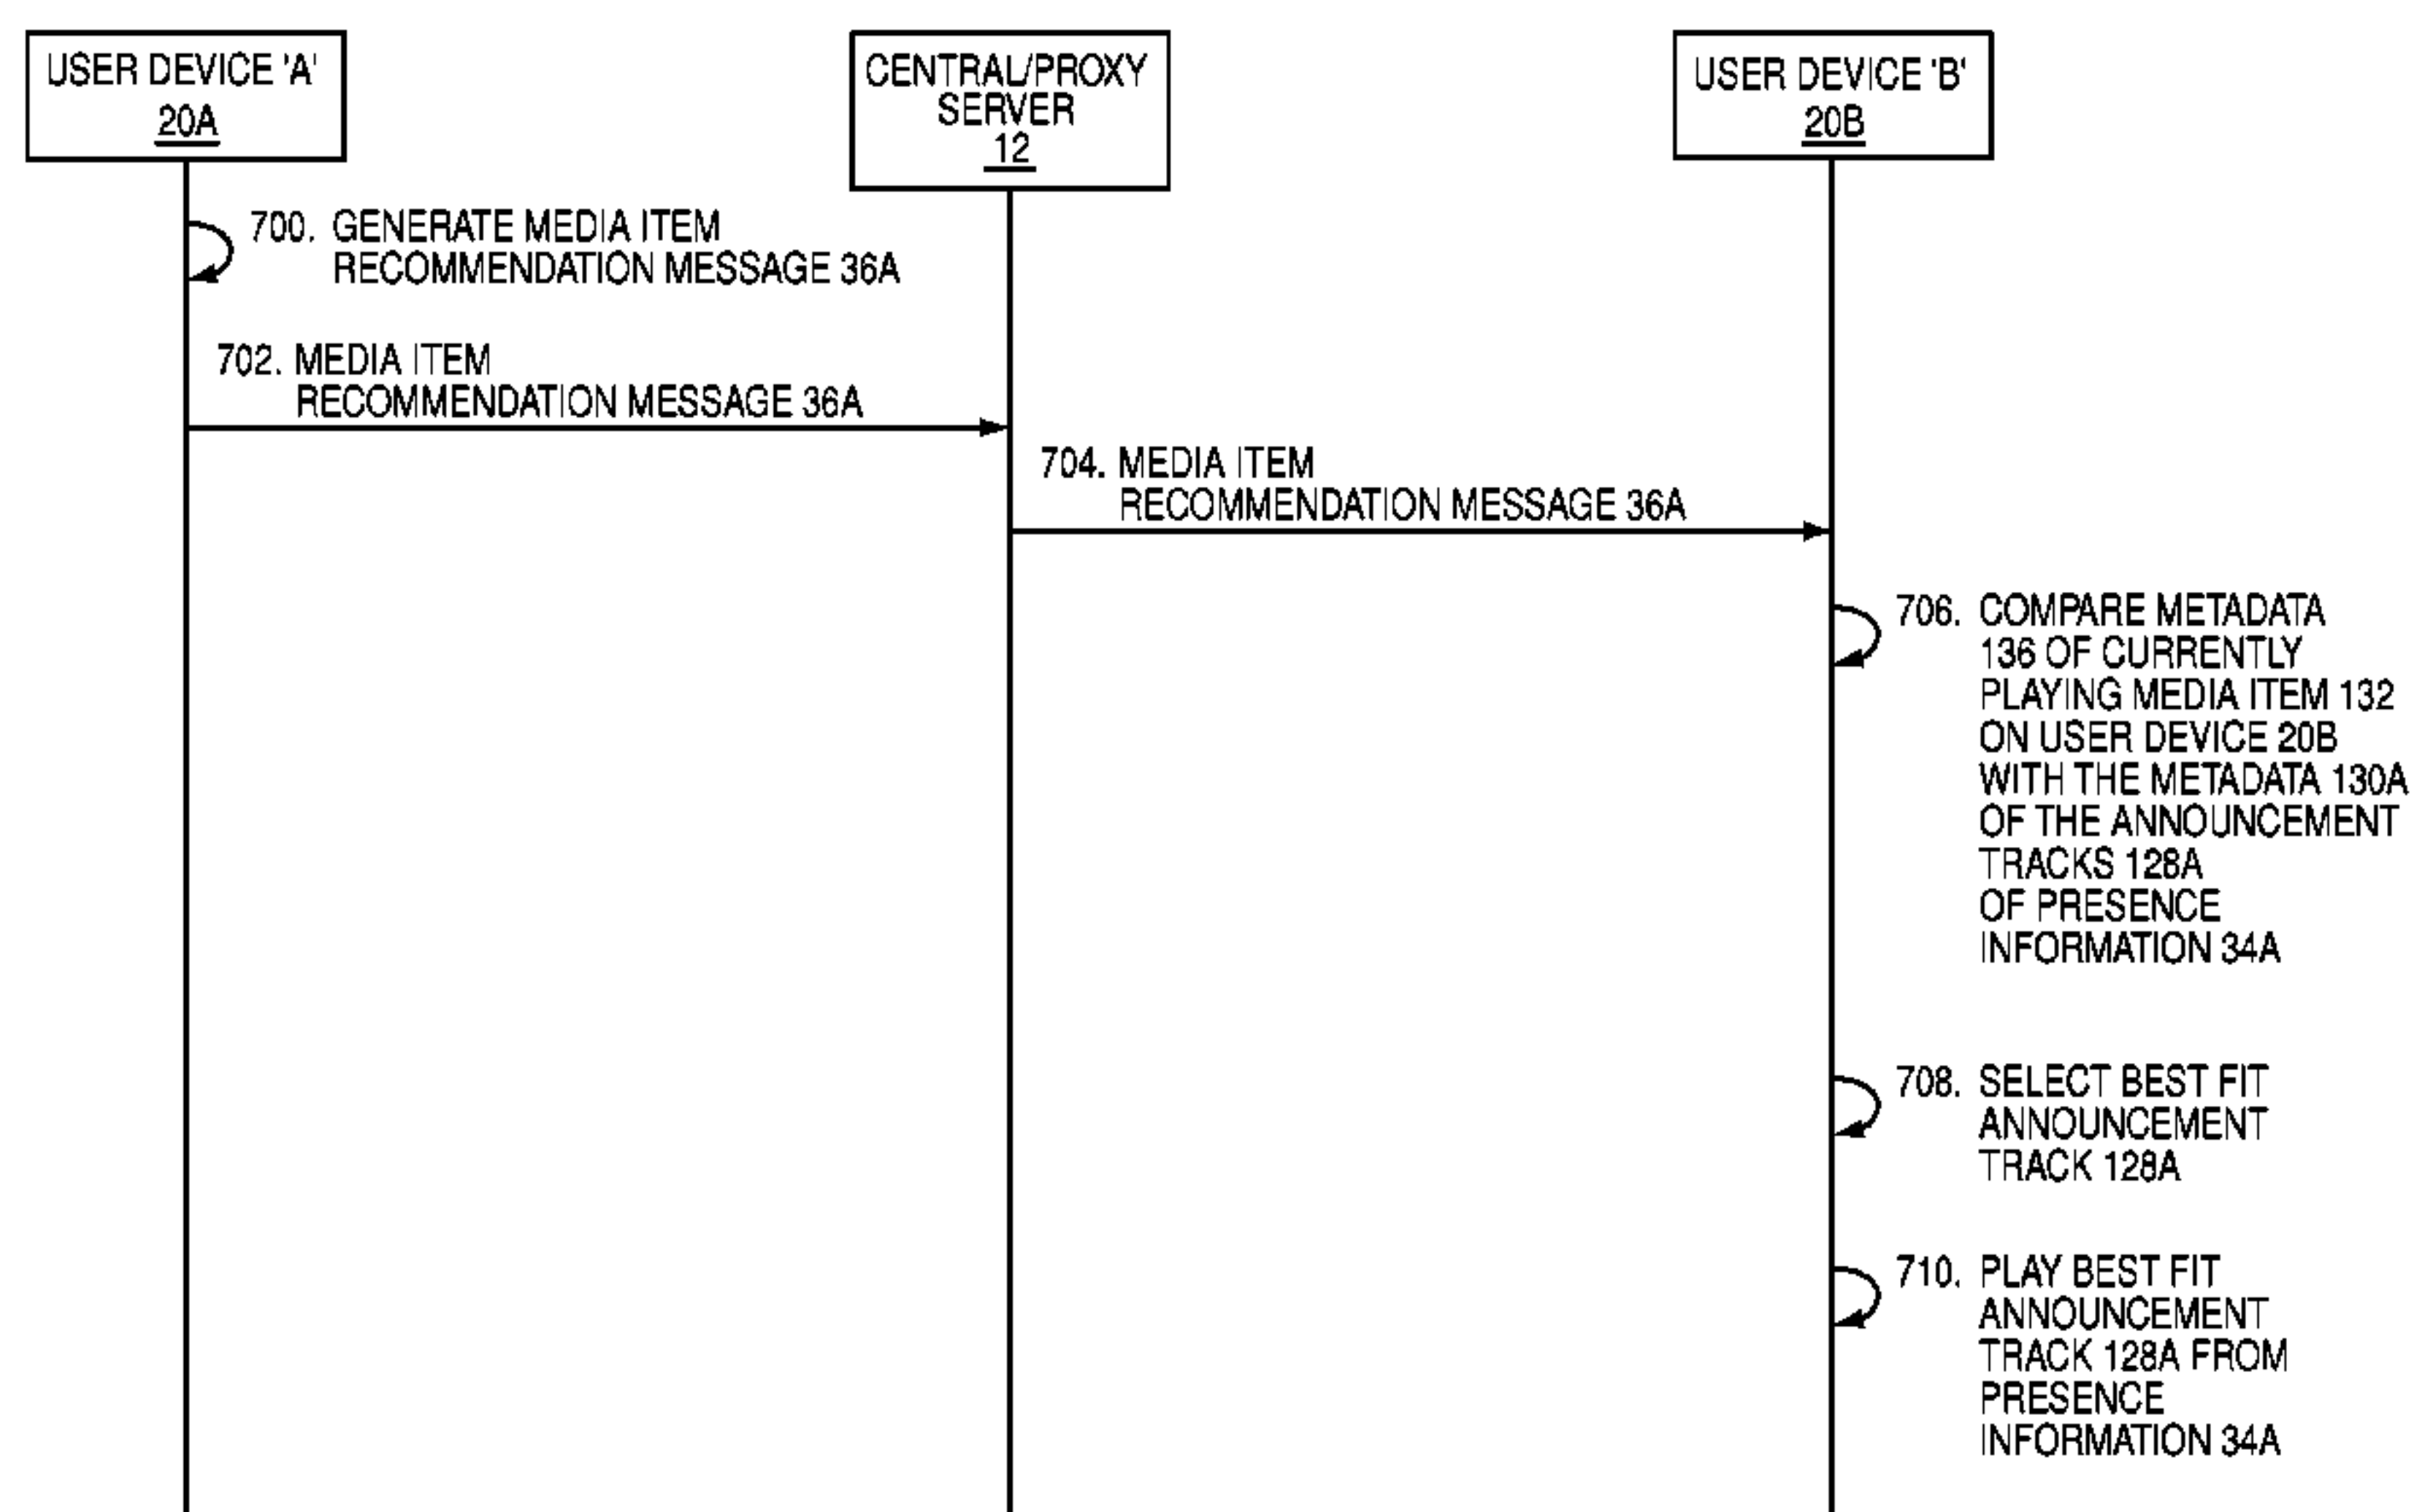 USER DEVICE 'A'
20A
CENTRAL/PROXY
SERVER
12
USER DEVICE 'B'
20B
700. GENERATE MEDIA ITEM
RECOMMENDATION MESSAGE 36A
702. MEDIA ITEM
RECOMMENDATION MESSAGE 36A
704. MEDIA ITEM
RECOMMENDATION MESSAGE 36A
706. COMPARE METADATA
136 OF CURRENTLY
PLAYING MEDIA ITEM 132
ON USER DEVICE 20B
WITH THE METADATA 130A
OF THE ANNOUNCEMENT
TRACKS 128A
OF PRESENCE
INFORMATION 34A
708. SELECT BEST FIT
ANNOUNCEMENT
TRACK 128A
710. PLAY BEST FIT
ANNOUNCEMENT
TRACK 128A FROM
PRESENCE
INFORMATION 34A